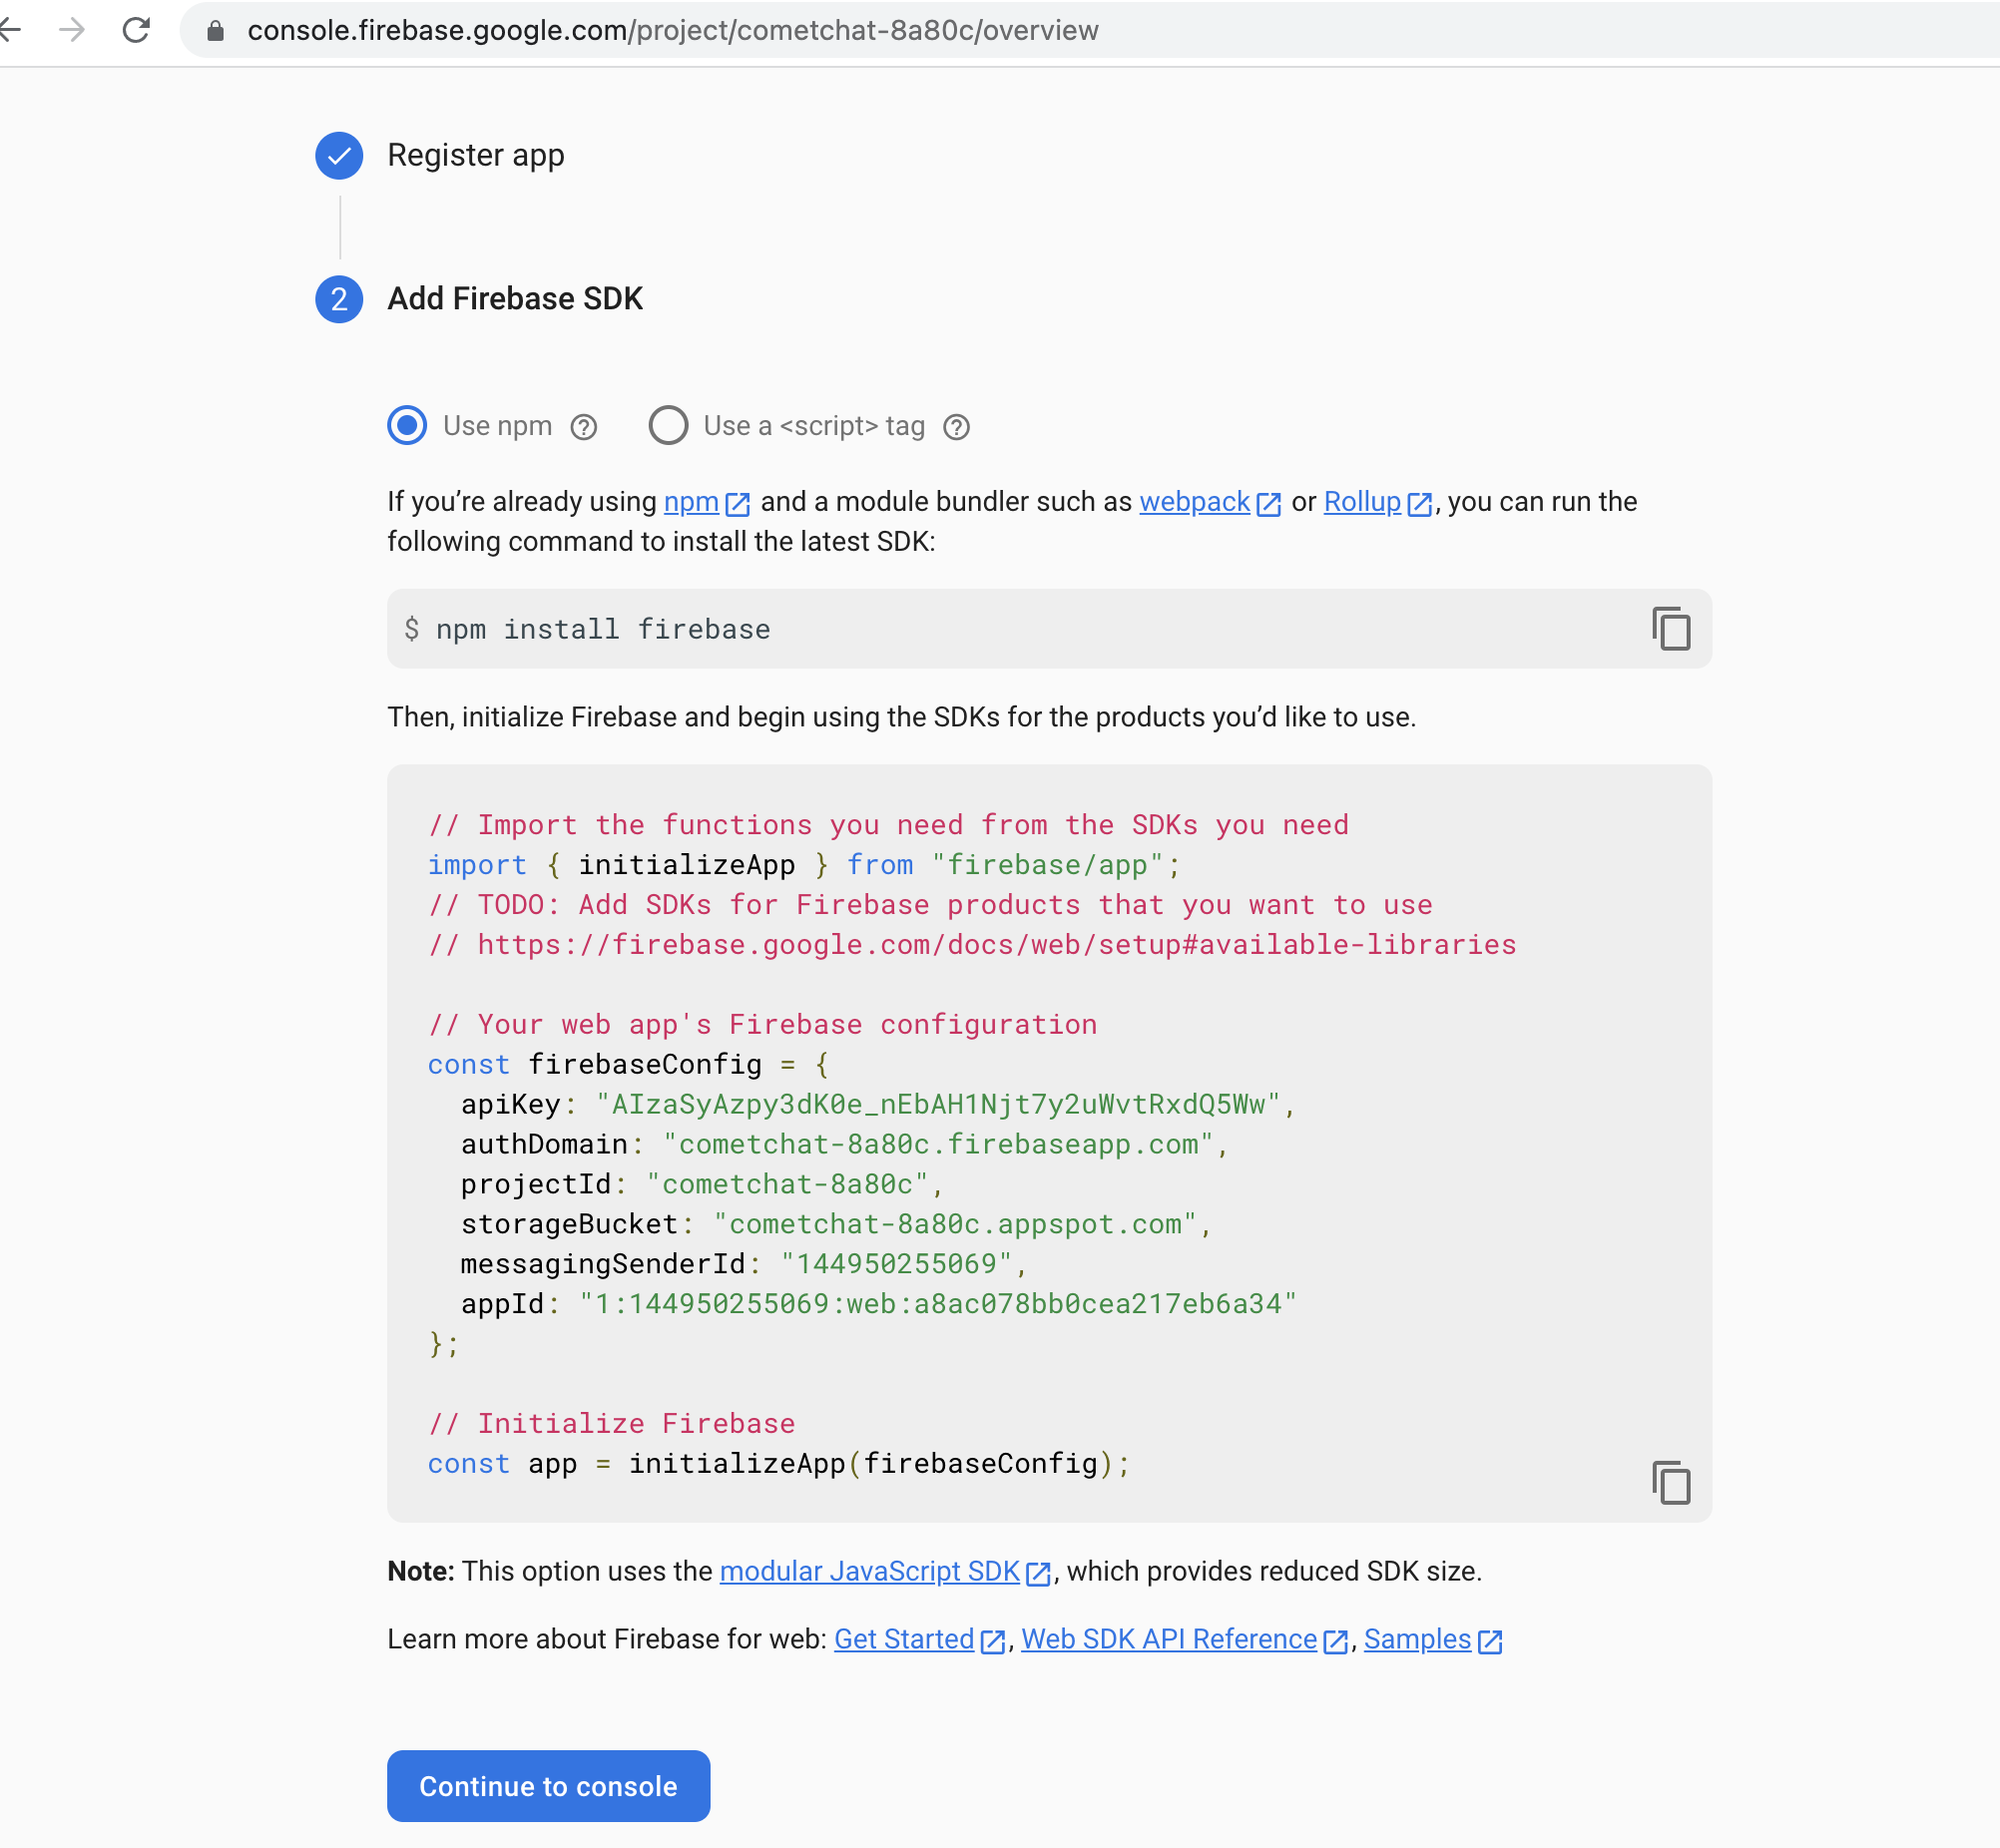 console.firebase.google.com/project/cometchat-8a80c/overview
Register app
2 Add Firebase SDK
Use npm Use a <script> tag
If you’re already using npm and a module bundler such as webpack or Rollup, you can run the
following command to install the latest SDK:
$ npm install firebase
Then, initialize Firebase and begin using the SDKs for the products you’d like to use.
// Import the functions you need from the SDKs you need
import { initializeApp } from "firebase/app";
// TODO: Add SDKs for Firebase products that you want to use
// https://firebase.google.com/docs/web/setup#available-libraries
// Your web app's Firebase configuration
const firebaseConfig = {
apiKey: "AIzaSyAzpy3dK0e_nEbAH1Njt7y2uWvtRxdQ5Ww",
authDomain: "cometchat-8a80c.firebaseapp.com",
projectId: "cometchat-8a80c",
storageBucket: "cometchat-8a80c.appspot.com",
messagingSenderId: "144950255069",
appId: "1:144950255069:web:a8ac078bb0cea217eb6a34"
};
// Initialize Firebase
const app = initializeApp(firebaseConfig);
Note: This option uses the modular JavaScript SDK, which provides reduced SDK size.
Learn more about Firebase for web: Get Started, Web SDK API Reference, Samples
Continue to console